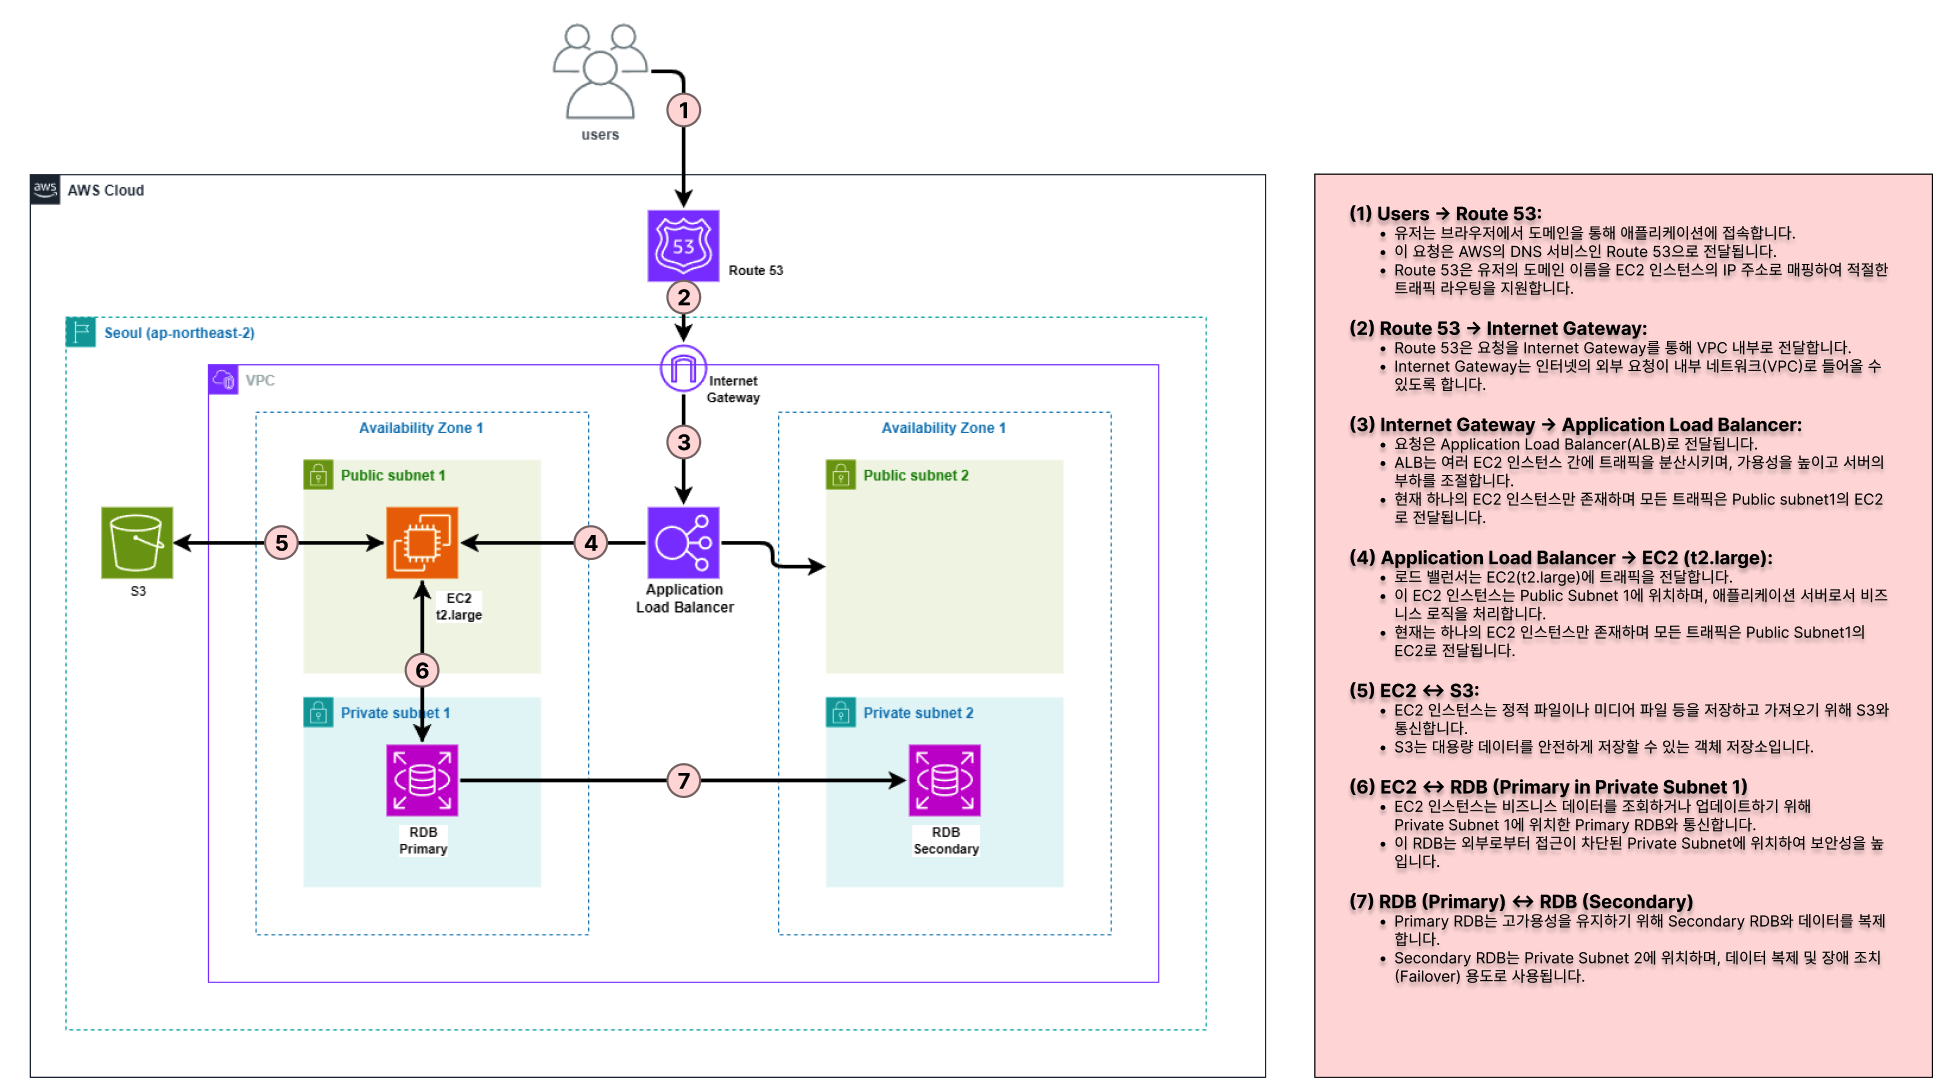 users
1
aws
AWS Cloud
53
Route 53
2
Seoul (ap-northeast-2)
VPC
Internet
Gateway
Availability Zone 1
3
Availability Zone 1
Public subnet 1
Public subnet 2
5
4
S3
EC2
t2.large
Application
Load Balancer
6
Private subnet 1
Private subnet 2
7
RDB
Primary
RDB
Secondary
(1) Users → Route 53:
• 유저는 브라우저에서 도메인을 통해 애플리케이션에 접속합니다.
• 이 요청은 AWS의 DNS 서비스인 Route 53으로 전달됩니다.
• Route 53은 유저의 도메인 이름을 EC2 인스턴스의 IP 주소로 매핑하여 적절한
트래픽 라우팅을 지원합니다.
(2) Route 53 → Internet Gateway:
• Route 53은 요청을 Internet Gateway를 통해 VPC 내부로 전달합니다.
• Internet Gateway는 인터넷의 외부 요청이 내부 네트워크(VPC)로 들어올 수
있도록 합니다.
(3) Internet Gateway → Application Load Balancer:
• 요청은 Application Load Balancer(ALB)로 전달됩니다.
• ALB는 여러 EC2 인스턴스 간에 트래픽을 분산시키며, 가용성을 높이고 서버의
부하를 조절합니다.
• 현재 하나의 EC2 인스턴스만 존재하며 모든 트래픽은 Public subnet1의 EC2
로 전달됩니다.
(4) Application Load Balancer → EC2 (t2.large):
• 로드 밸런서는 EC2(t2.large)에 트래픽을 전달합니다.
• 이 EC2 인스턴스는 Public Subnet 1에 위치하며, 애플리케이션 서버로서 비즈
니스 로직을 처리합니다.
• 현재는 하나의 EC2 인스턴스만 존재하며 모든 트래픽은 Public Subnet1의
EC2로 전달됩니다.
(5) EC2 ↔ S3:
• EC2 인스턴스는 정적 파일이나 미디어 파일 등을 저장하고 가져오기 위해 S3와
통신합니다.
• S3는 대용량 데이터를 안전하게 저장할 수 있는 객체 저장소입니다.
(6) EC2 ↔ RDB (Primary in Private Subnet 1)
• EC2 인스턴스는 비즈니스 데이터를 조회하거나 업데이트하기 위해
Private Subnet 1에 위치한 Primary RDB와 통신합니다.
• 이 RDB는 외부로부터 접근이 차단된 Private Subnet에 위치하여 보안성을 높
입니다.
(7) RDB (Primary) ↔ RDB (Secondary)
• Primary RDB는 고가용성을 유지하기 위해 Secondary RDB와 데이터를 복제
합니다.
• Secondary RDB는 Private Subnet 2에 위치하며, 데이터 복제 및 장애 조치
(Failover) 용도로 사용됩니다.